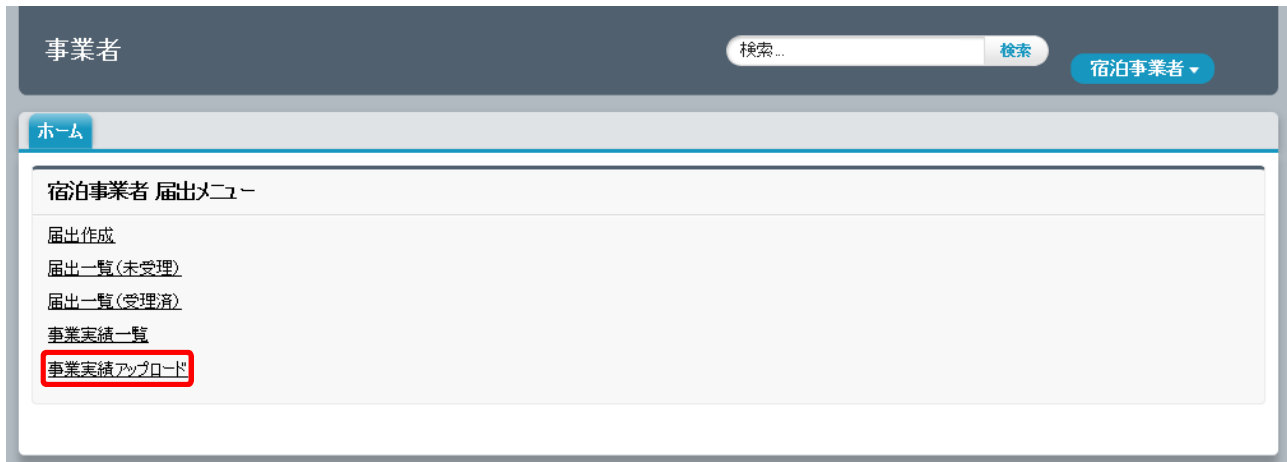 事業者
検索...
検索
宿泊事業者▼
ホーム
宿泊事業者 届出メニュー
届出作成
届出一覧(未受理)
届出一覧(受理済)
事業実績一覧
事業実績アップロード